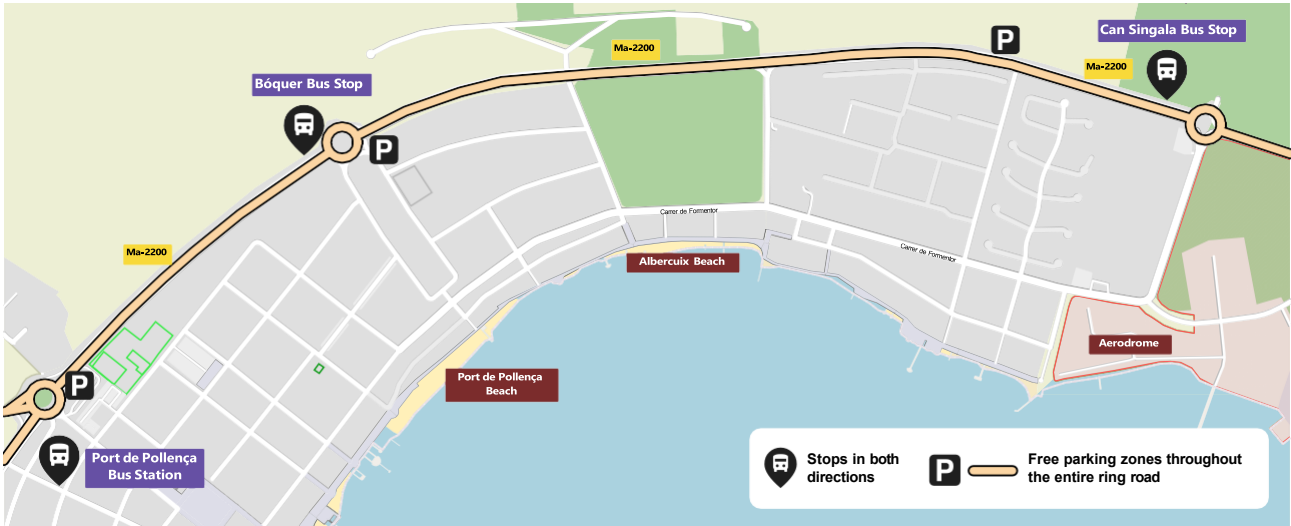 Can Singala Bus Stop
P
Ma-2200
Ma-2200
Bóquer Bus Stop
P
Carrer de Formentor
Ma-2200
Carrer de Formentor
Albercuix Beach
Aerodrome
P
Port de Pollença
Beach
Port de Pollença
Bus Station
Stops in both
directions
P
Free parking zones throughout
the entire ring road